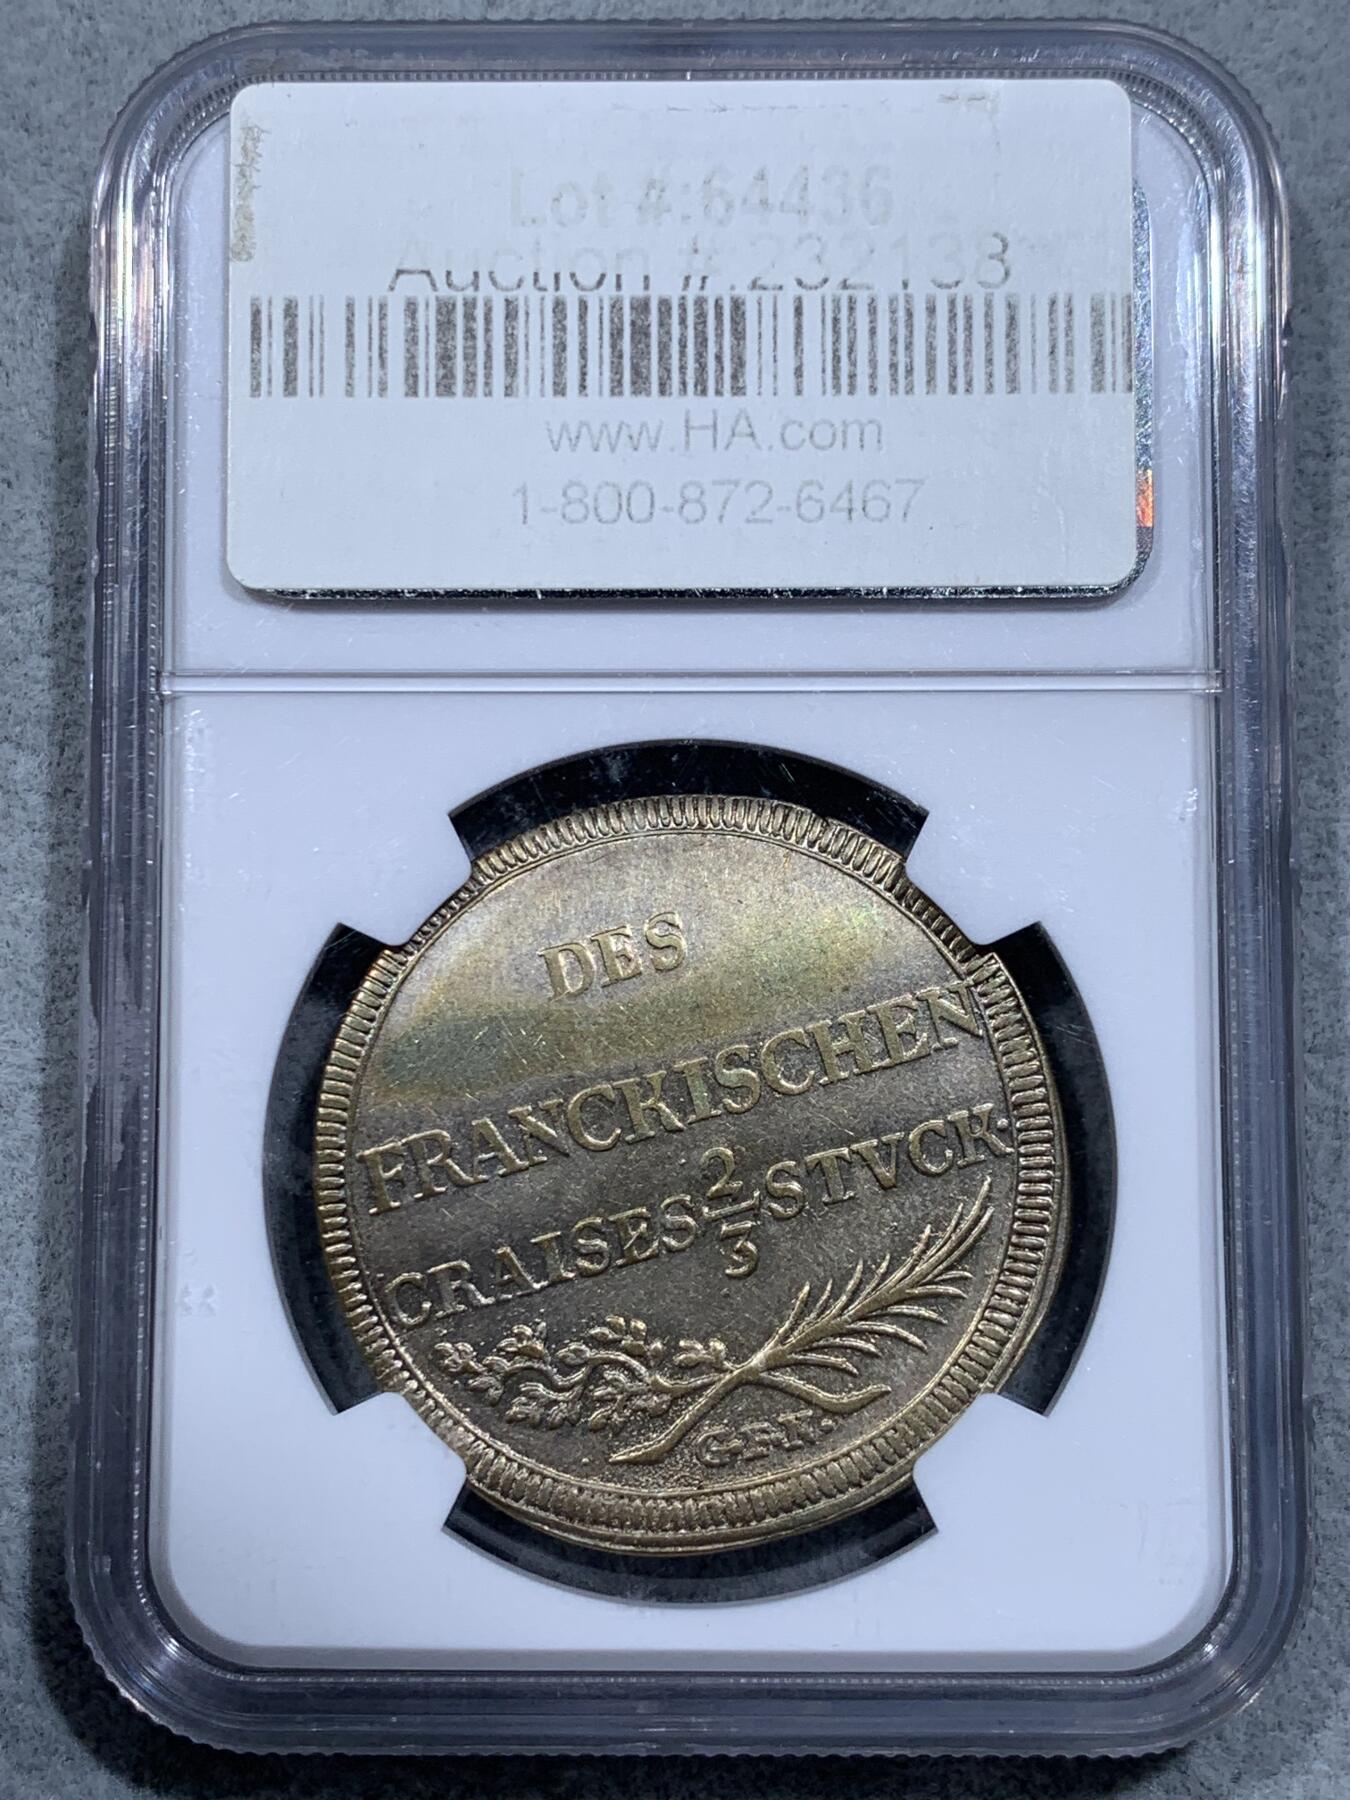 Lot #:64436
Auction #:232138
www.HA.com
1-800-872-6467
DES
FRANCKISCHEN
CRAISES 2/3 STVCK.
G.F.N.